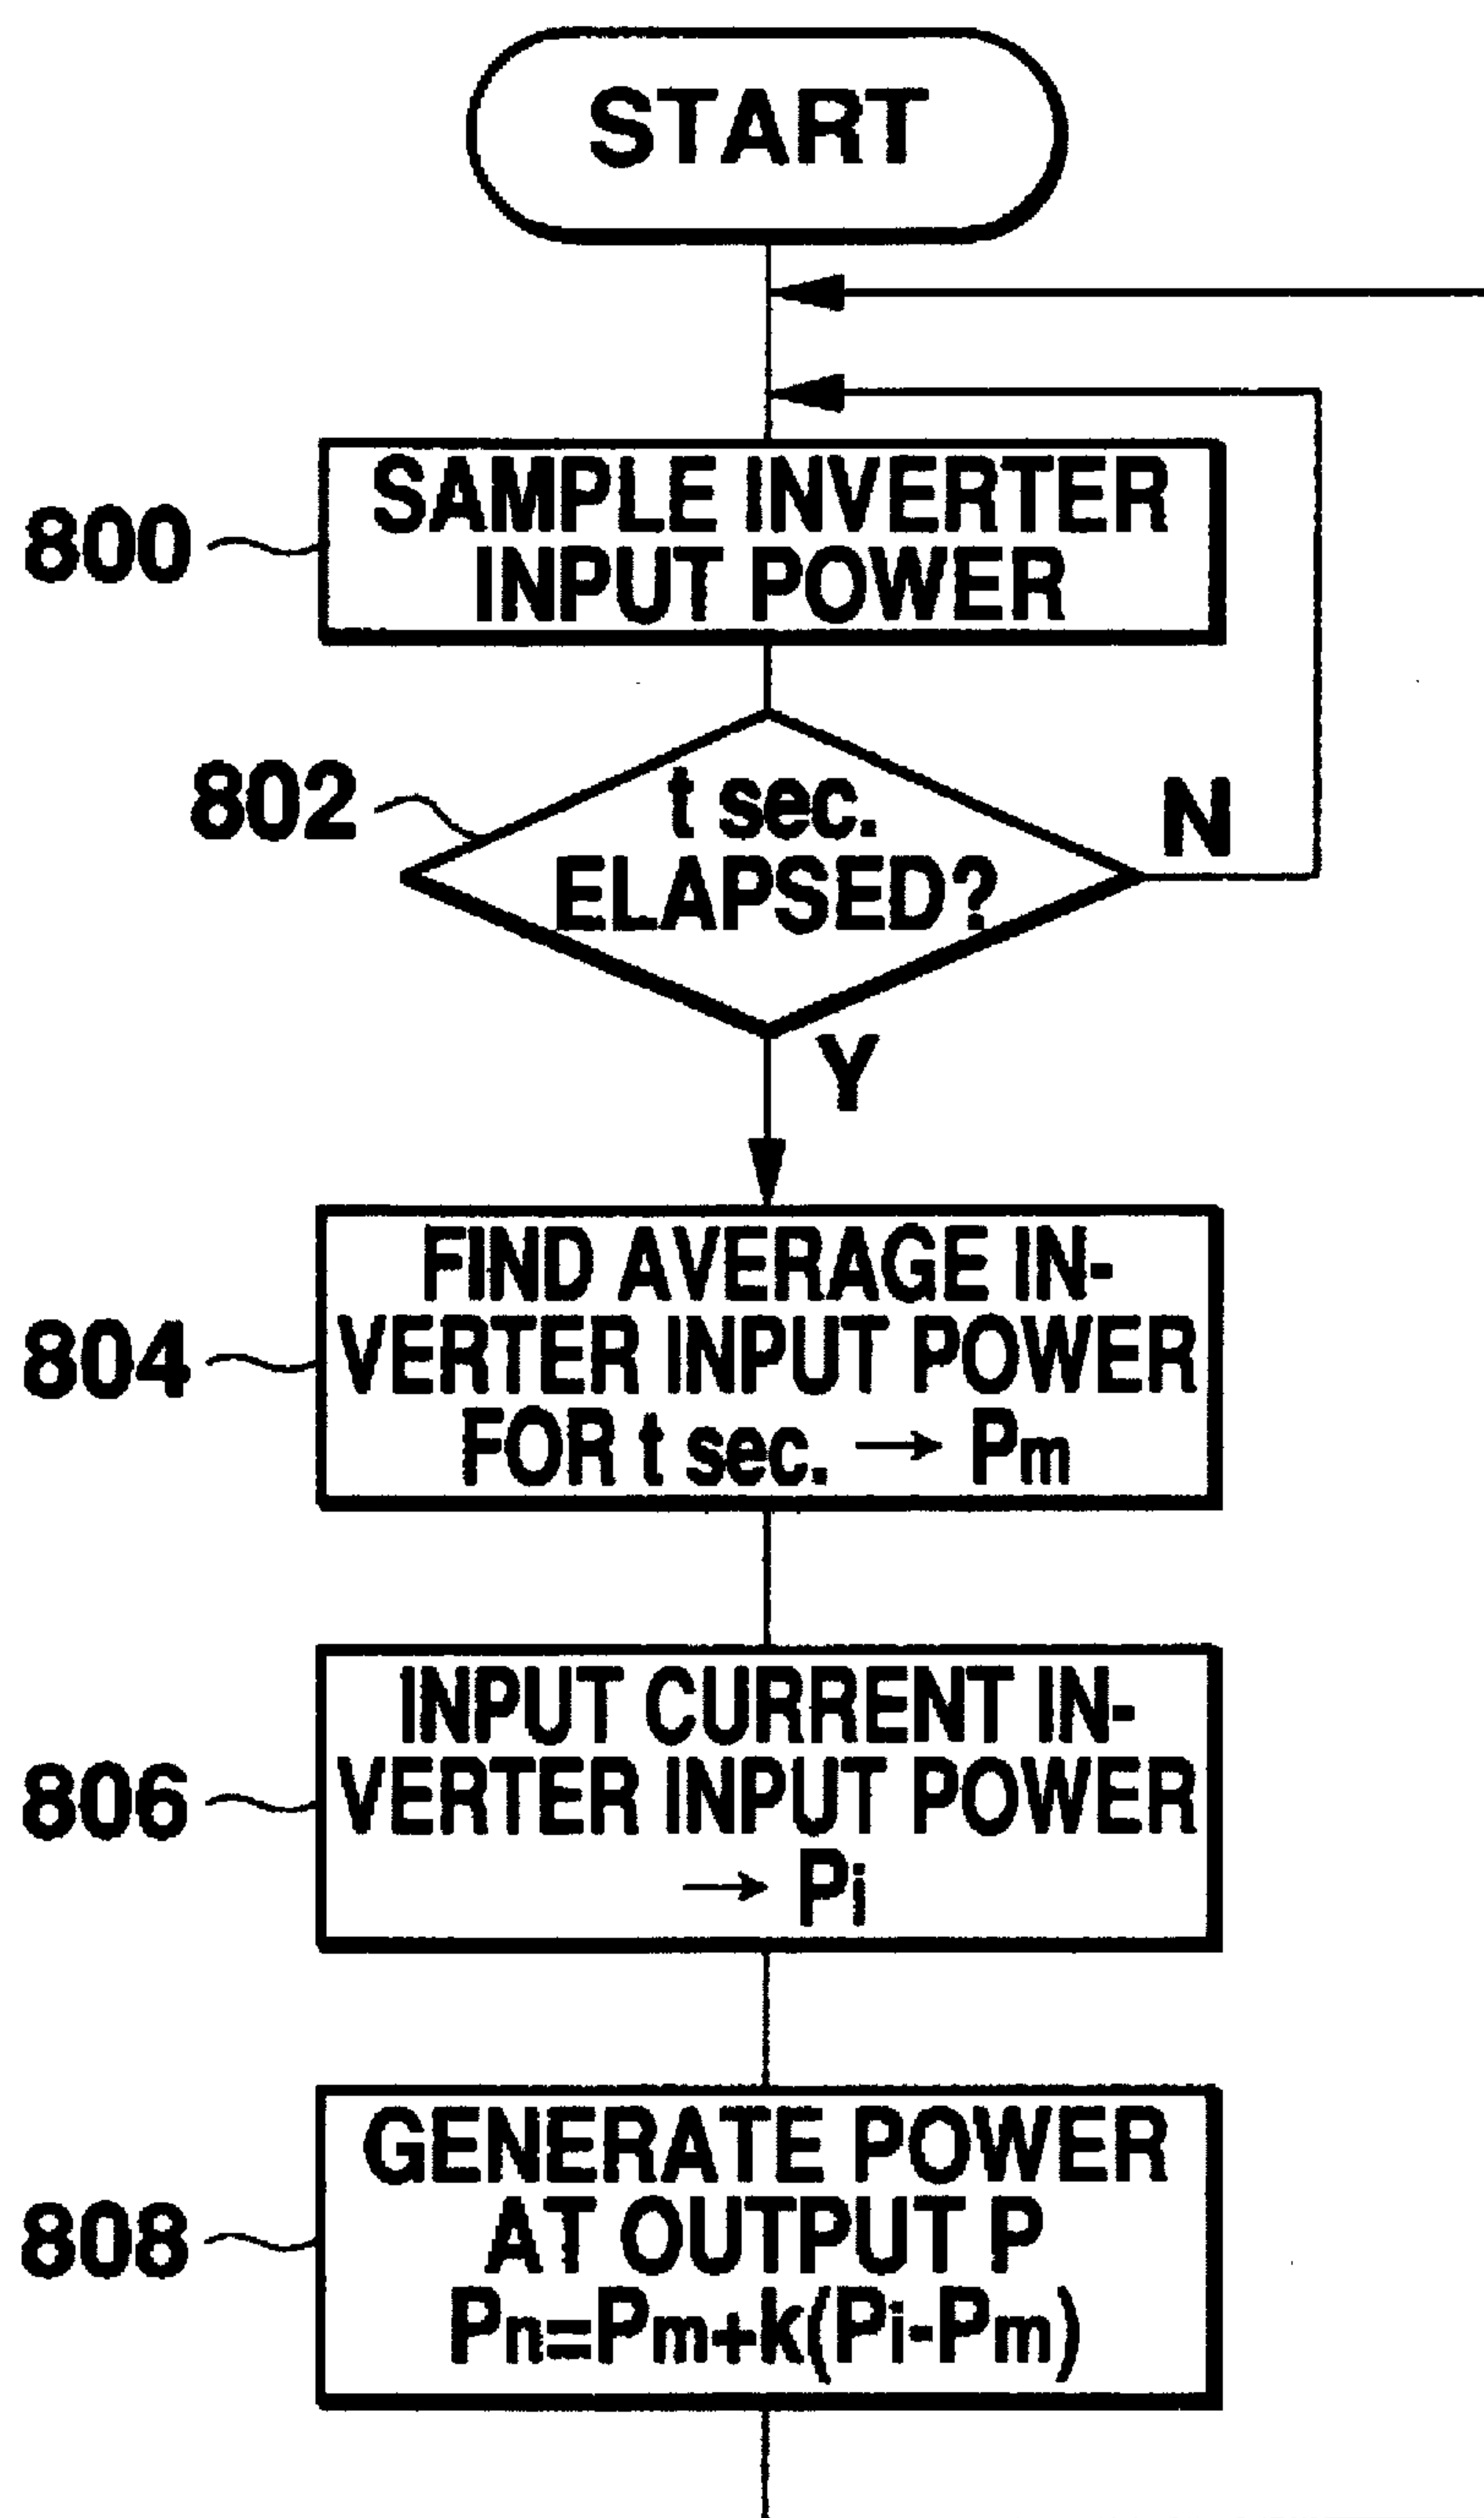 START
800
SAMPLE INVERTER
INPUT POWER
802
t sec.
ELAPSED?
N
Y
804
FIND AVERAGE IN-
VERTER INPUT POWER
FOR t sec. → Pm
806
INPUT CURRENT IN-
VERTER INPUT POWER
→ Pi
808
GENERATE POWER
AT OUTPUT P
Pn=Pm+k(Pi-Pm)